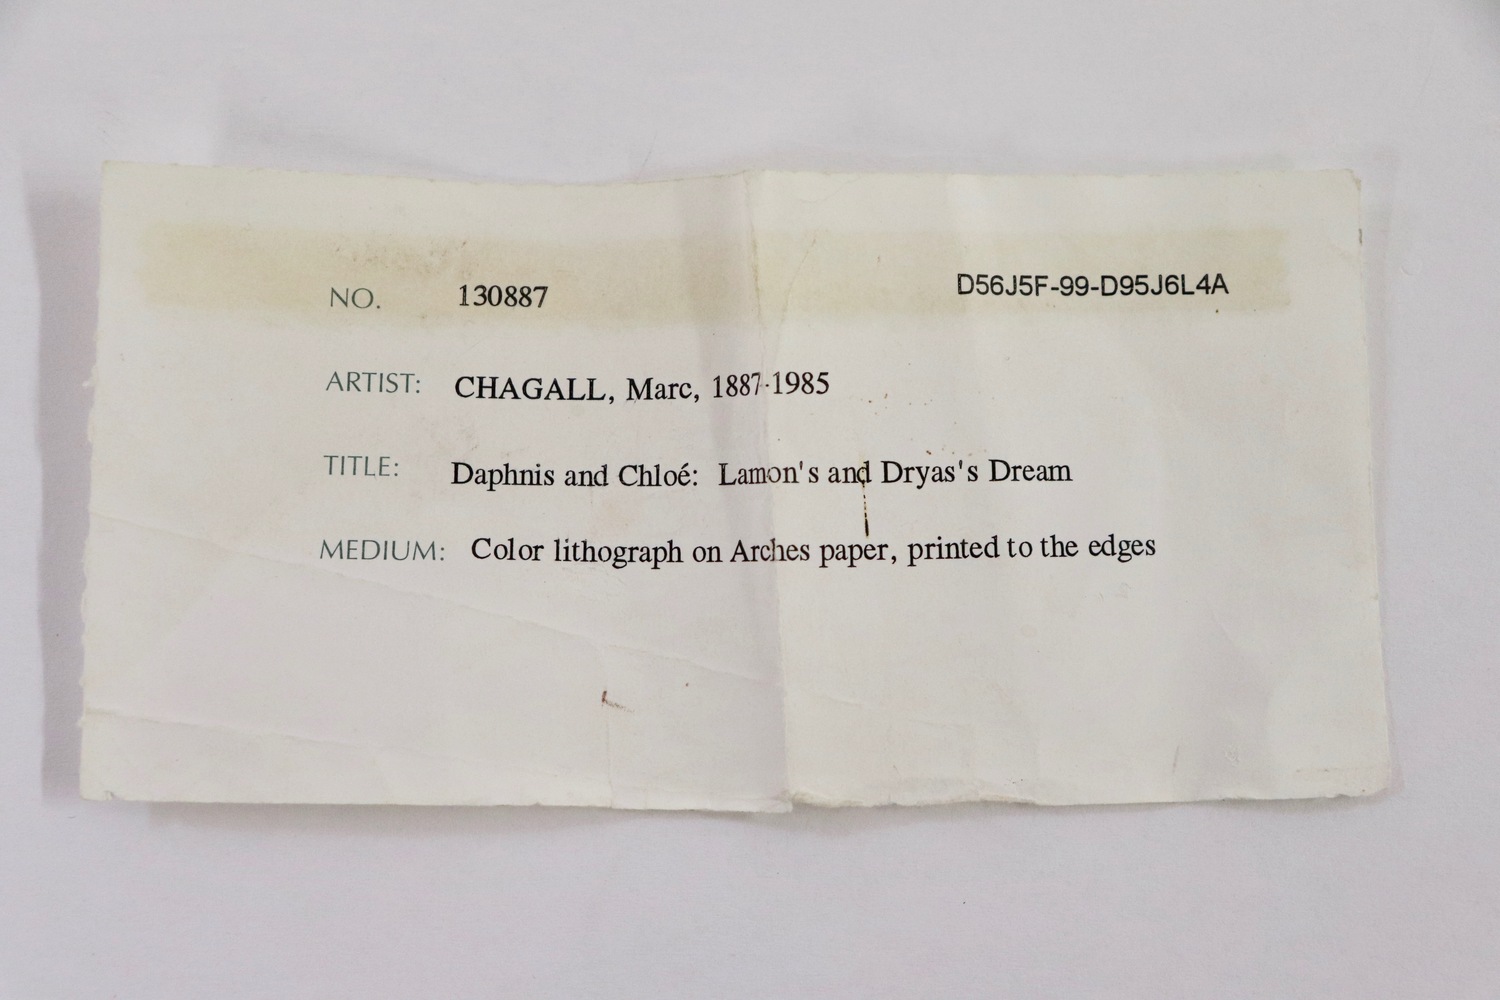 NO. 130887 D56J5F-99-D95J6L4A
ARTIST: CHAGALL, Marc, 1887-1985
TITLE: Daphnis and Chloé: Lamon's and Dryas's Dream
MEDIUM: Color lithograph on Arches paper, printed to the edges